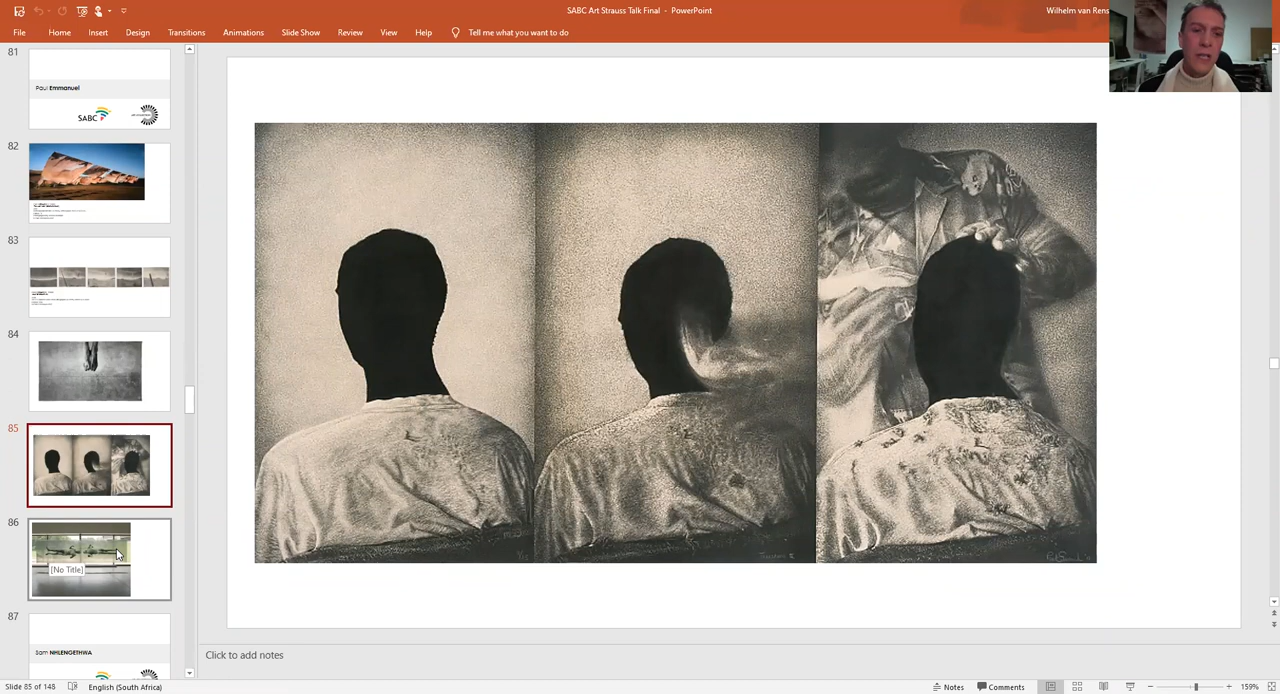 SABC Art Strauss Talk Final - PowerPoint
Wilhelm van Rens
File Home Insert Design Transitions Animations Slide Show Review View Help Tell me what you want to do
81
Paul Emmanuel
SABC
82
83
84
85
86
[No Title]
87
Sam NHLENGETHWA
Click to add notes
Slide 85 of 148 English (South Africa) Notes Comments 159%